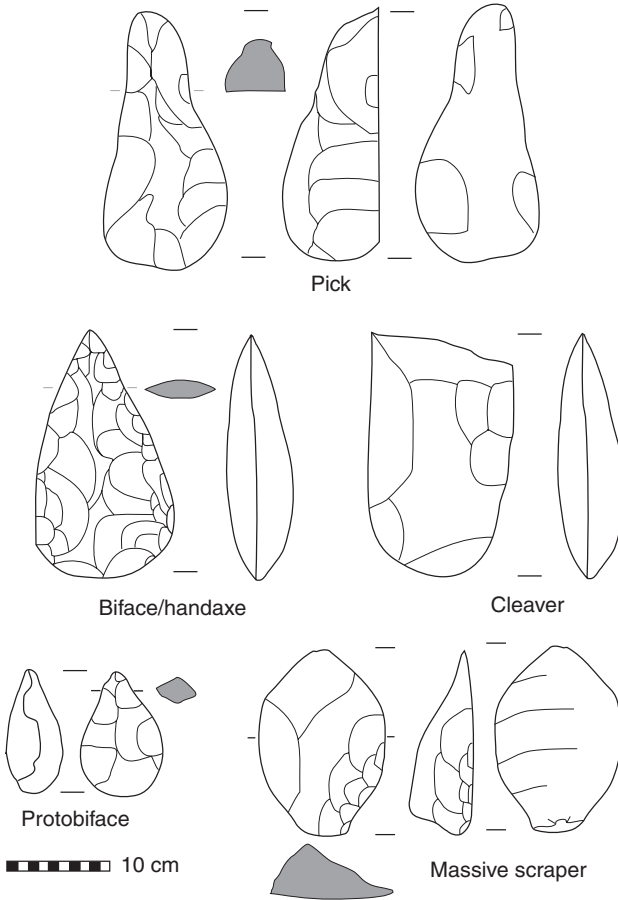 Pick
Biface/handaxe
Cleaver
Protobiface
10 cm
Massive scraper